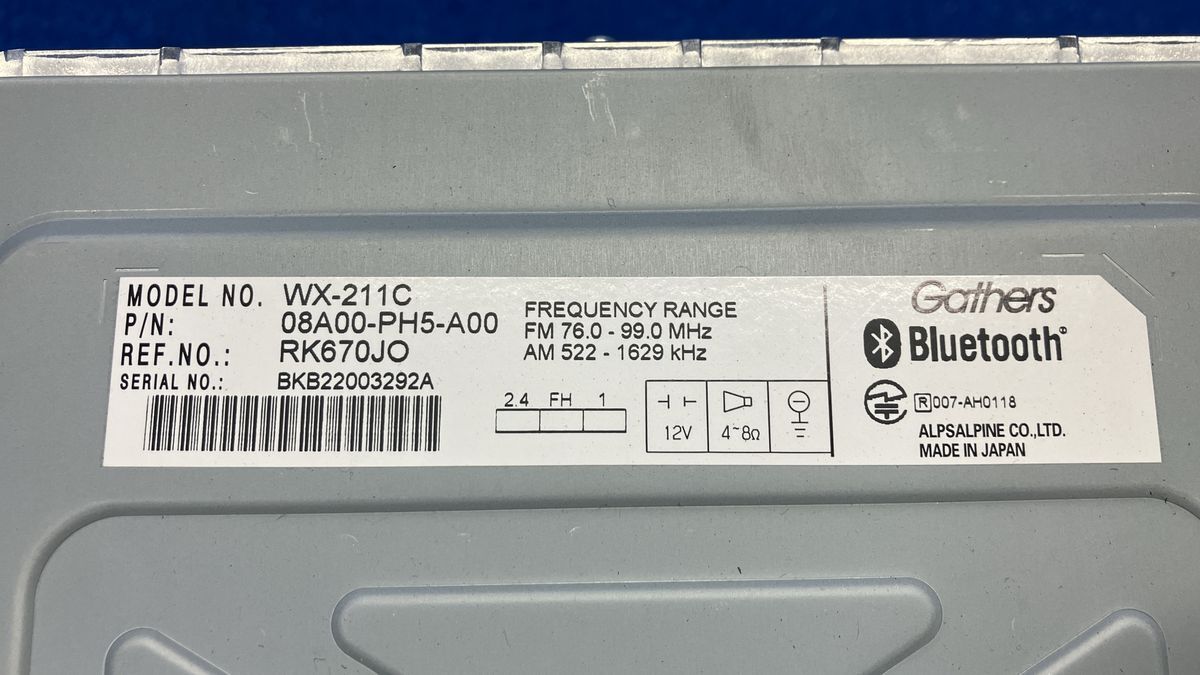 MODEL NO. WX-211C
P/N: 08A00-PH5-A00
REF.NO.: RK670JO
SERIAL NO.: BKB22003292A
FREQUENCY RANGE
FM 76.0 - 99.0 MHz
AM 522 - 1629 kHz
2.4 FH 1
12V 4~8Ω
Gathers
Bluetooth®
R 007-AH0118
ALPSALPINE CO.,LTD.
MADE IN JAPAN